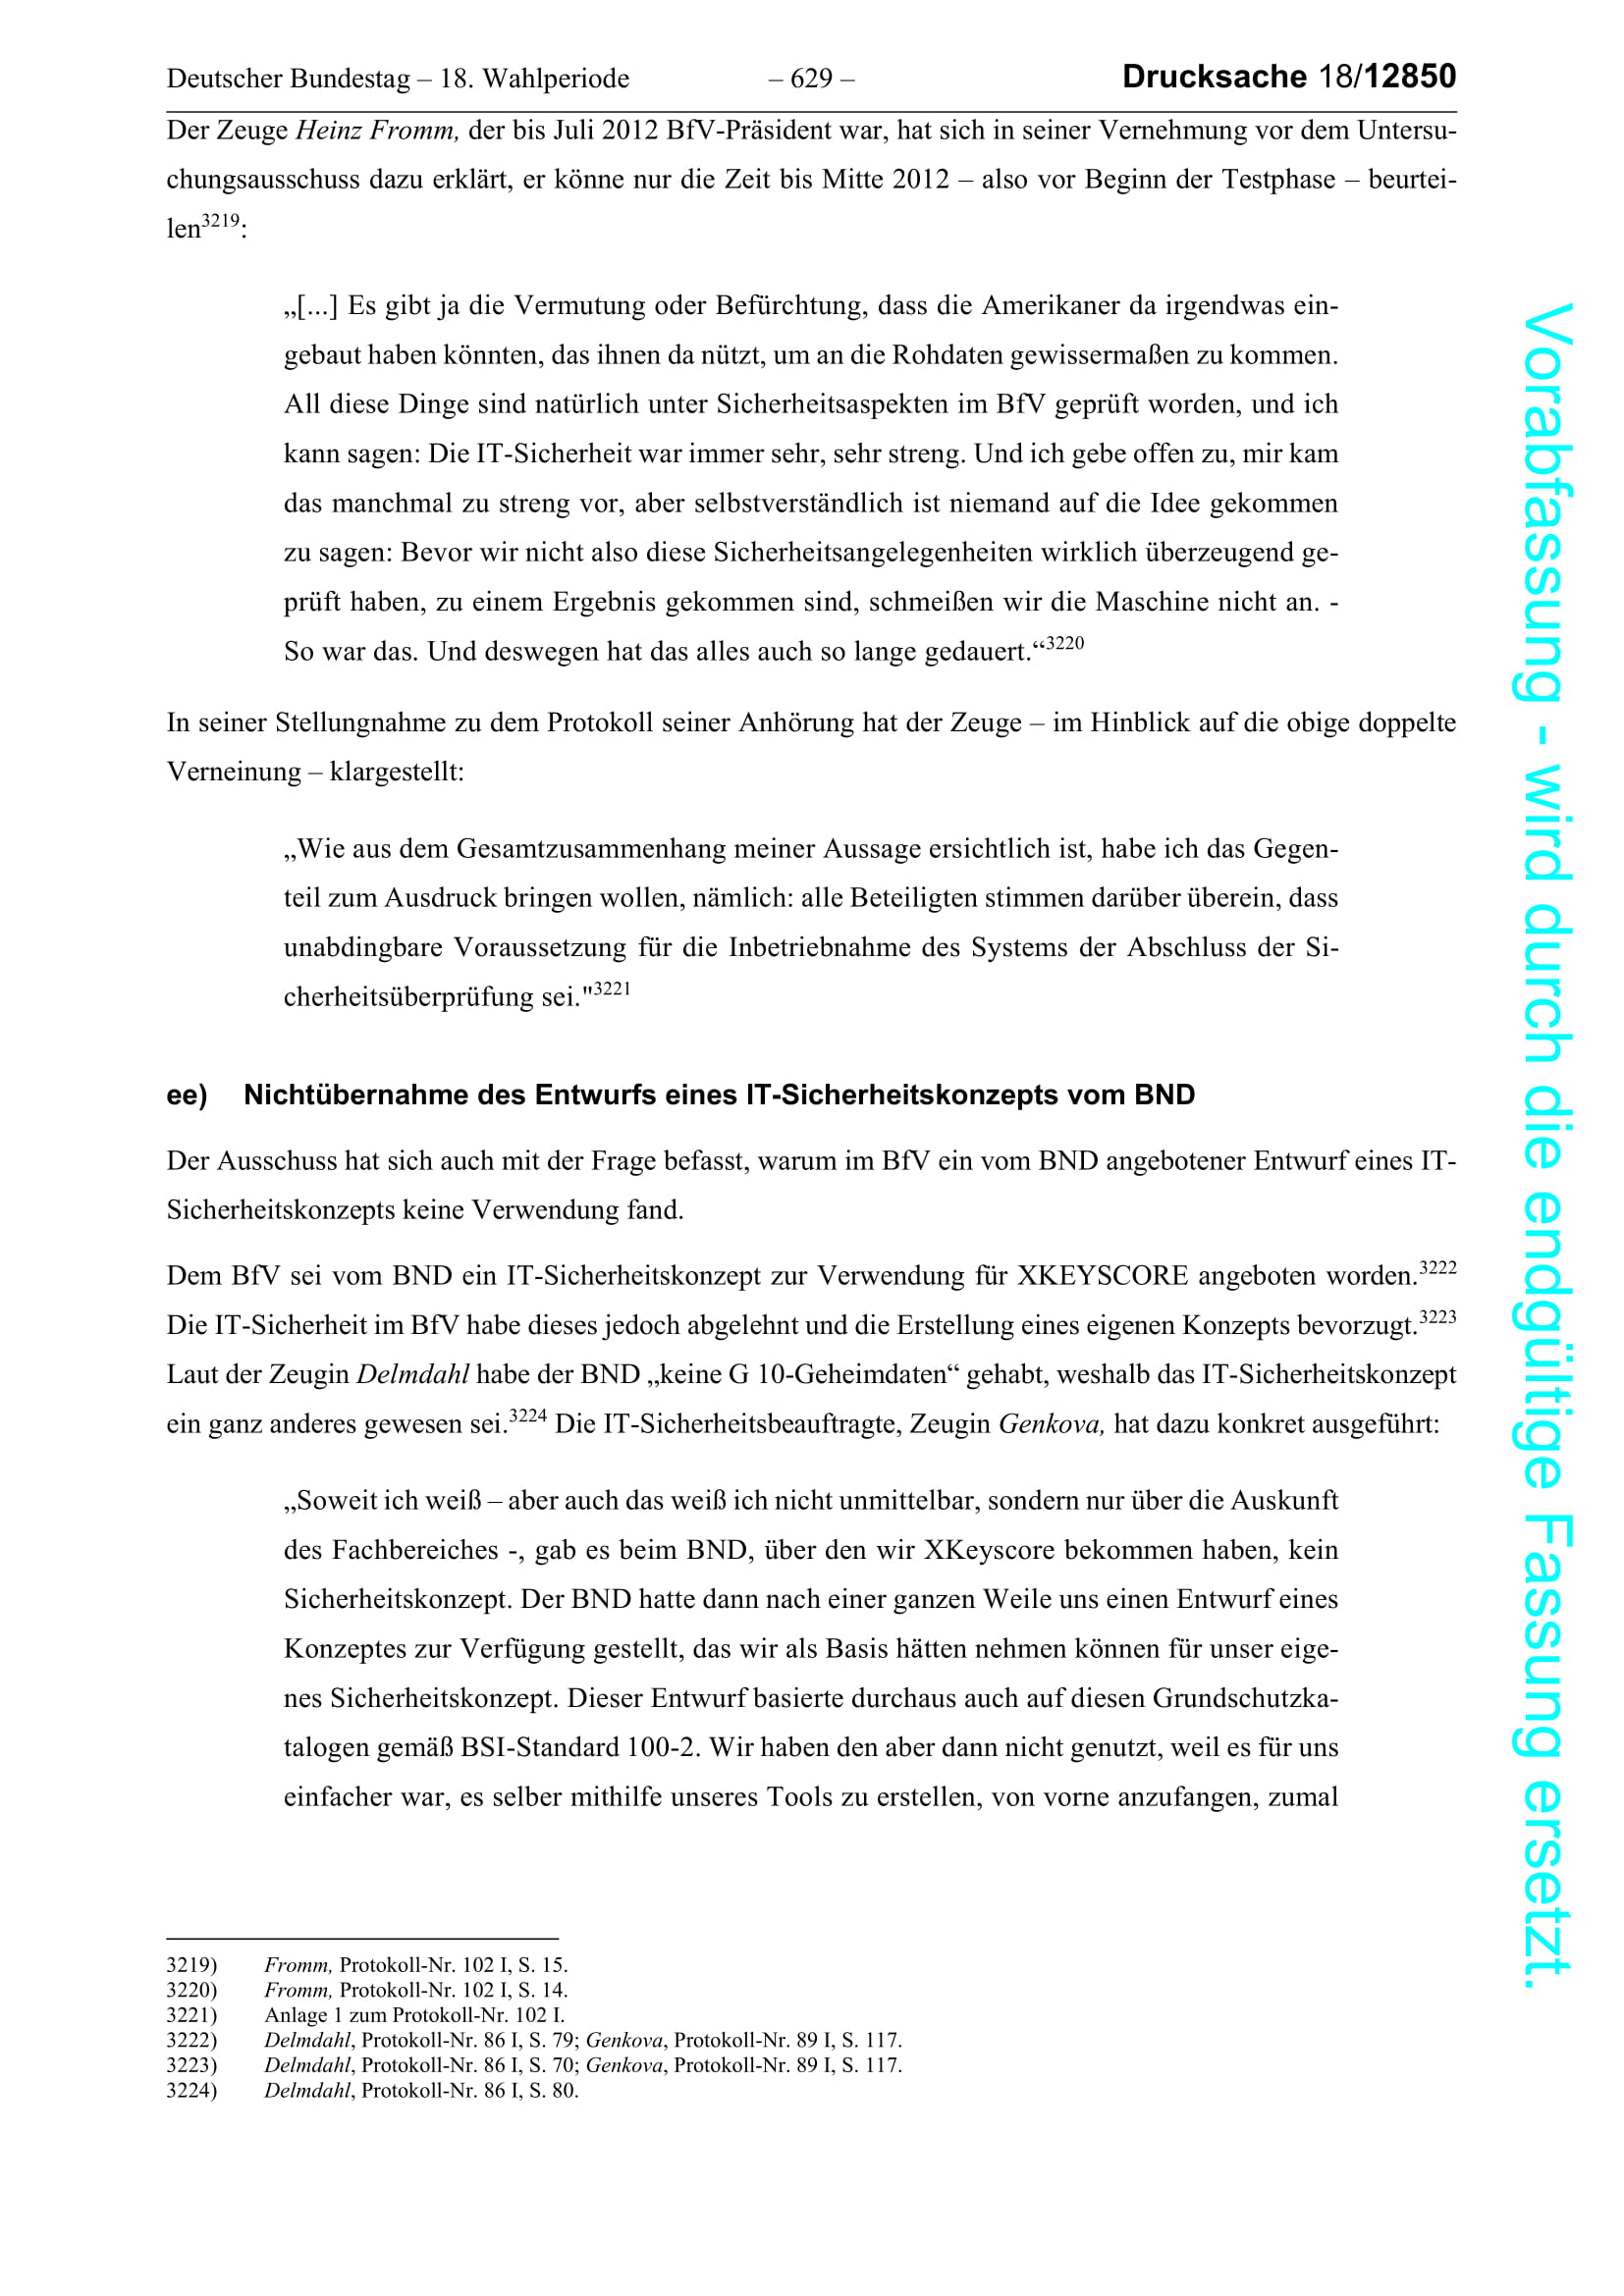 Deutscher Bundestag – 18. Wahlperiode – 629 – Drucksache 18/12850
Der Zeuge Heinz Fromm, der bis Juli 2012 BfV-Präsident war, hat sich in seiner Vernehmung vor dem Untersu-
chungsausschuss dazu erklärt, er könne nur die Zeit bis Mitte 2012 – also vor Beginn der Testphase – beurtei-
len3219:
„[...] Es gibt ja die Vermutung oder Befürchtung, dass die Amerikaner da irgendwas ein-
gebaut haben könnten, das ihnen da nützt, um an die Rohdaten gewissermaßen zu kommen.
All diese Dinge sind natürlich unter Sicherheitsaspekten im BfV geprüft worden, und ich
kann sagen: Die IT-Sicherheit war immer sehr, sehr streng. Und ich gebe offen zu, mir kam
das manchmal zu streng vor, aber selbstverständlich ist niemand auf die Idee gekommen
zu sagen: Bevor wir nicht also diese Sicherheitsangelegenheiten wirklich überzeugend ge-
prüft haben, zu einem Ergebnis gekommen sind, schmeißen wir die Maschine nicht an. -
So war das. Und deswegen hat das alles auch so lange gedauert.“3220
In seiner Stellungnahme zu dem Protokoll seiner Anhörung hat der Zeuge – im Hinblick auf die obige doppelte
Verneinung – klargestellt:
„Wie aus dem Gesamtzusammenhang meiner Aussage ersichtlich ist, habe ich das Gegen-
teil zum Ausdruck bringen wollen, nämlich: alle Beteiligten stimmen darüber überein, dass
unabdingbare Voraussetzung für die Inbetriebnahme des Systems der Abschluss der Si-
cherheitsüberprüfung sei."3221
ee) Nichtübernahme des Entwurfs eines IT-Sicherheitskonzepts vom BND
Der Ausschuss hat sich auch mit der Frage befasst, warum im BfV ein vom BND angebotener Entwurf eines IT-
Sicherheitskonzepts keine Verwendung fand.
Dem BfV sei vom BND ein IT-Sicherheitskonzept zur Verwendung für XKEYSCORE angeboten worden.3222
Die IT-Sicherheit im BfV habe dieses jedoch abgelehnt und die Erstellung eines eigenen Konzepts bevorzugt.3223
Laut der Zeugin Delmdahl habe der BND „keine G 10-Geheimdaten“ gehabt, weshalb das IT-Sicherheitskonzept
ein ganz anderes gewesen sei.3224 Die IT-Sicherheitsbeauftragte, Zeugin Genkova, hat dazu konkret ausgeführt:
„Soweit ich weiß – aber auch das weiß ich nicht unmittelbar, sondern nur über die Auskunft
des Fachbereiches -, gab es beim BND, über den wir XKeyscore bekommen haben, kein
Sicherheitskonzept. Der BND hatte dann nach einer ganzen Weile uns einen Entwurf eines
Konzeptes zur Verfügung gestellt, das wir als Basis hätten nehmen können für unser eige-
nes Sicherheitskonzept. Dieser Entwurf basierte durchaus auch auf diesen Grundschutzka-
talogen gemäß BSI-Standard 100-2. Wir haben den aber dann nicht genutzt, weil es für uns
einfacher war, es selber mithilfe unseres Tools zu erstellen, von vorne anzufangen, zumal
3219) Fromm, Protokoll-Nr. 102 I, S. 15.
3220) Fromm, Protokoll-Nr. 102 I, S. 14.
3221) Anlage 1 zum Protokoll-Nr. 102 I.
3222) Delmdahl, Protokoll-Nr. 86 I, S. 79; Genkova, Protokoll-Nr. 89 I, S. 117.
3223) Delmdahl, Protokoll-Nr. 86 I, S. 70; Genkova, Protokoll-Nr. 89 I, S. 117.
3224) Delmdahl, Protokoll-Nr. 86 I, S. 80.
Vorabfassung - wird durch die endgültige Fassung ersetzt.